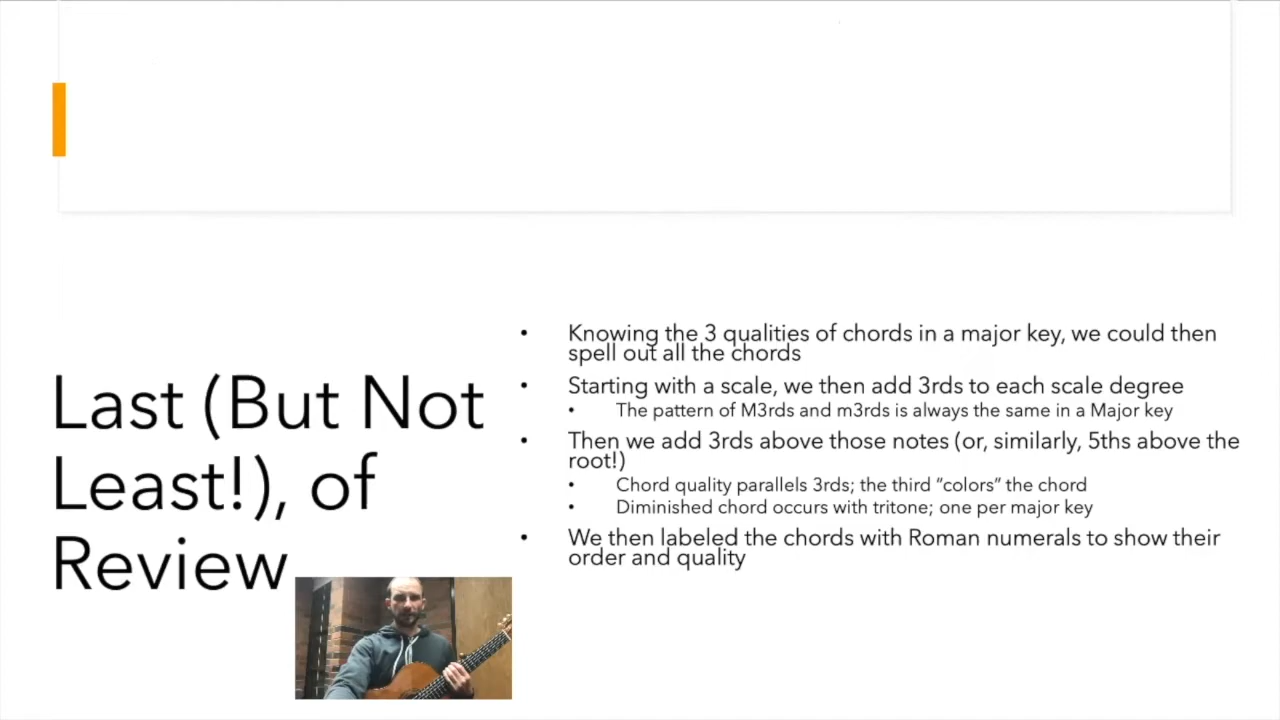 Last (But Not
Least!), of
Review
• Knowing the 3 qualities of chords in a major key, we could then
spell out all the chords
• Starting with a scale, we then add 3rds to each scale degree
• The pattern of M3rds and m3rds is always the same in a Major key
• Then we add 3rds above those notes (or, similarly, 5ths above the
root!)
• Chord quality parallels 3rds; the third “colors” the chord
• Diminished chord occurs with tritone; one per major key
• We then labeled the chords with Roman numerals to show their
order and quality